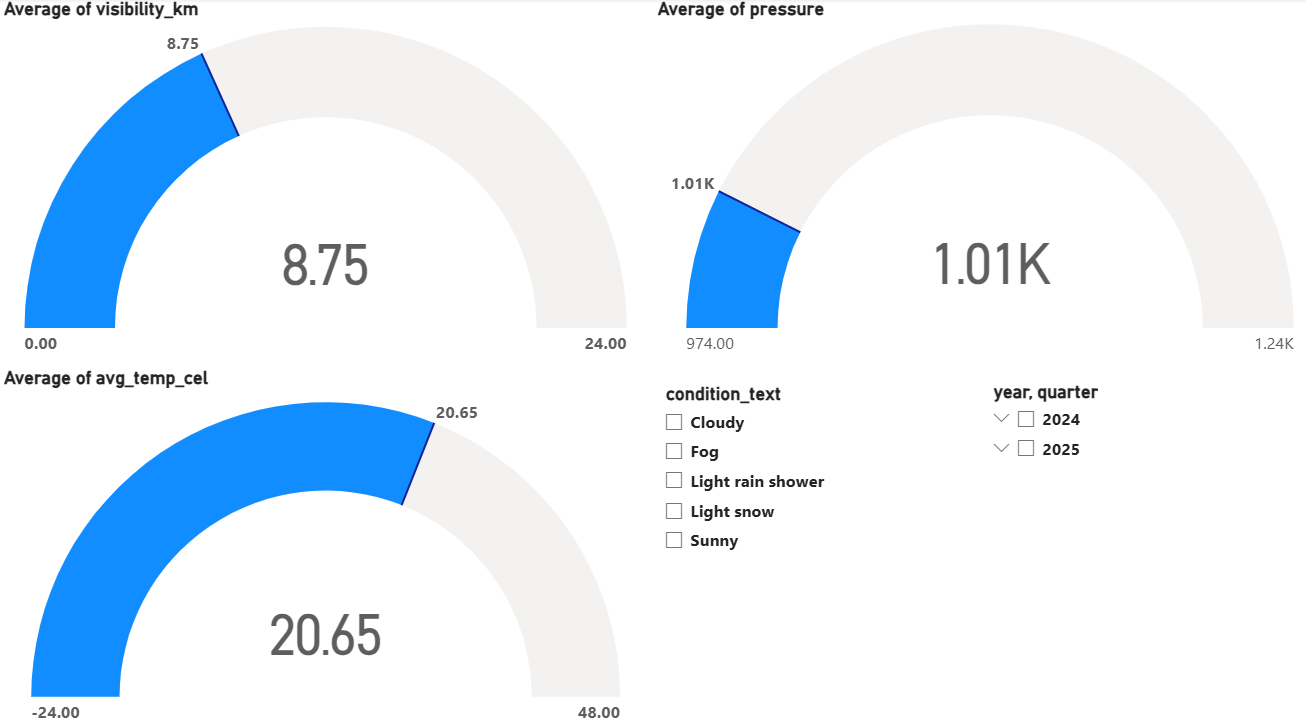 Average of visibility_km
8.75
8.75
0.00
24.00
Average of pressure
1.01K
1.01K
974.00
1.24K
Average of avg_temp_cel
20.65
20.65
-24.00
48.00
condition_text
Cloudy
Fog
Light rain shower
Light snow
Sunny
year, quarter
2024
2025